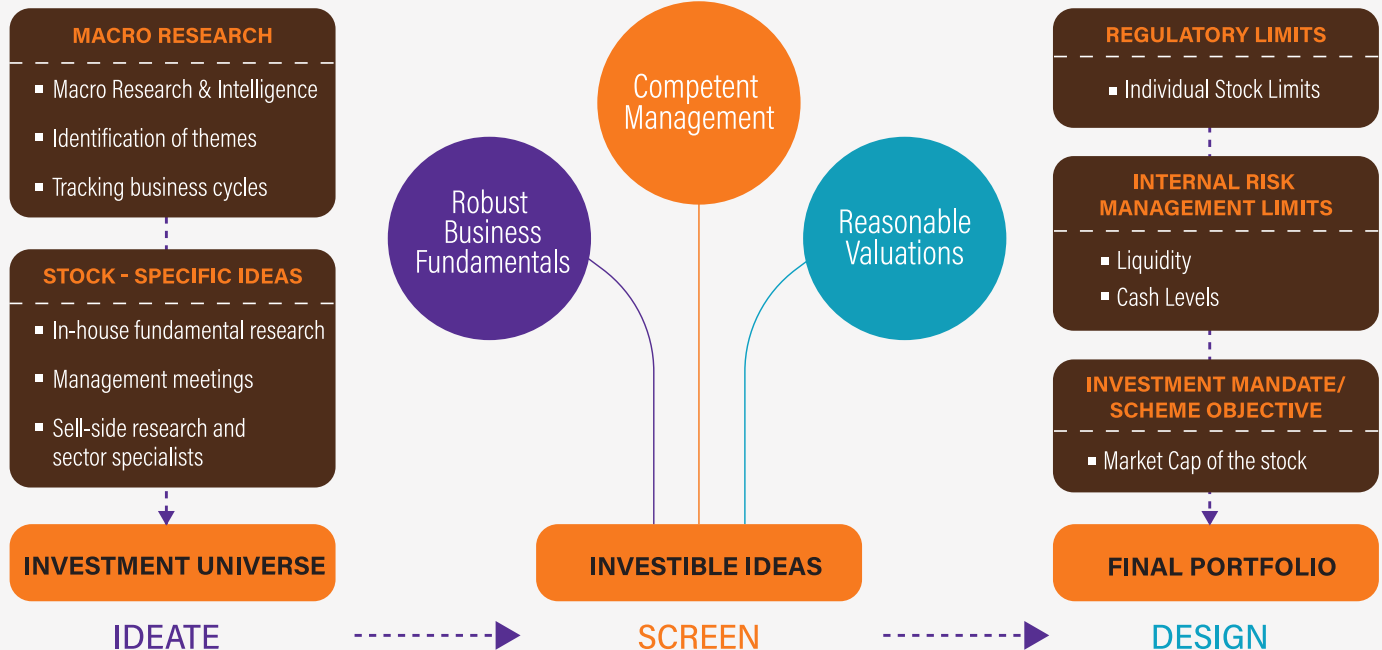 MACRO RESEARCH
▪ Macro Research & Intelligence
▪ Identification of themes
▪ Tracking business cycles
STOCK - SPECIFIC IDEAS
▪ In-house fundamental research
▪ Management meetings
▪ Sell-side research and
sector specialists
INVESTMENT UNIVERSE
IDEATE
Robust
Business
Fundamentals
Competent
Management
Reasonable
Valuations
INVESTIBLE IDEAS
SCREEN
REGULATORY LIMITS
▪ Individual Stock Limits
INTERNAL RISK
MANAGEMENT LIMITS
▪ Liquidity
▪ Cash Levels
INVESTMENT MANDATE/
SCHEME OBJECTIVE
▪ Market Cap of the stock
FINAL PORTFOLIO
DESIGN